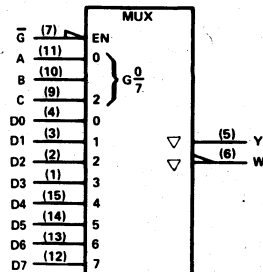 MUX
G̅ (7) EN
A (11) 0
B (10) G 0/7
C (9) 2
D0 (4) 0
D1 (3) 1 ▽ (5) Y
D2 (2) 2 ▽ (6) W
D3 (1) 3
D4 (15) 4
D5 (14) 5
D6 (13) 6
D7 (12) 7